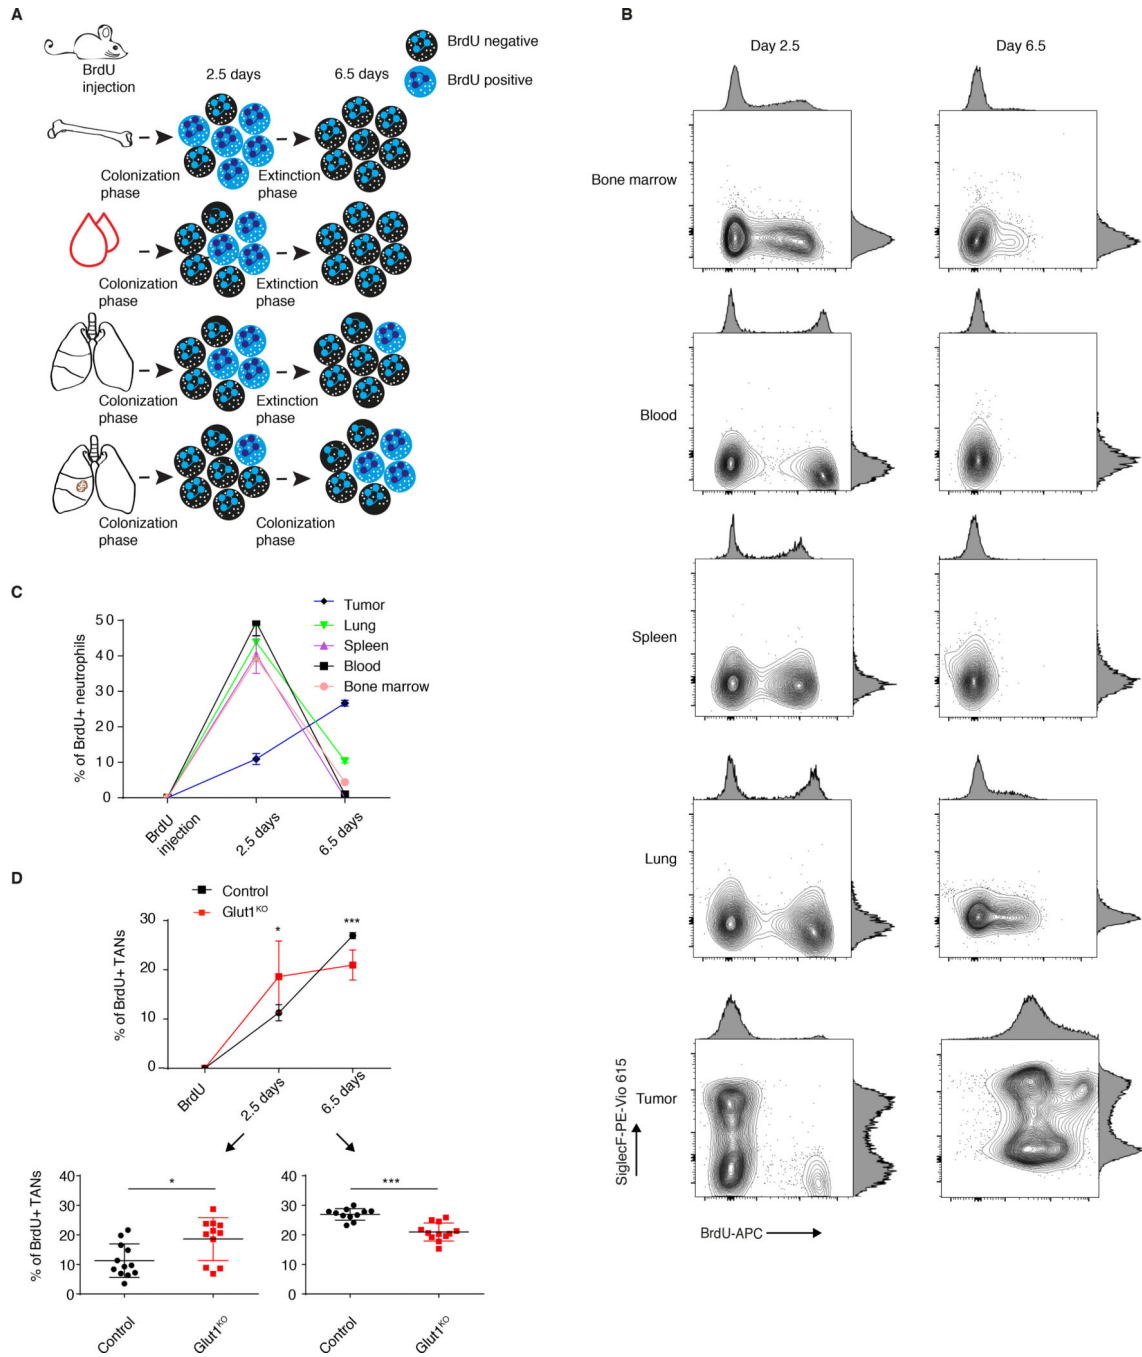 A
BrdU
injection
2.5 days
6.5 days
BrdU negative
BrdU positive
Colonization
phase
Extinction
phase
Colonization
phase
Extinction
phase
Colonization
phase
Extinction
phase
Colonization
phase
Colonization
phase
B
Day 2.5
Day 6.5
Bone marrow
Blood
Spleen
Lung
Tumor
SiglecF-PE-Vio 615
BrdU-APC
C
% of BrdU+ neutrophils
50
40
30
20
10
0
BrdU
injection
2.5 days
6.5 days
Tumor
Lung
Spleen
Blood
Bone marrow
D
Control
Glut1KO
% of BrdU+ TANs
30
20
10
0
*
***
BrdU
2.5 days
6.5 days
% of BrdU+ TANs
40
30
20
10
0
*
Control
Glut1KO
40
30
20
10
0
***
Control
Glut1KO